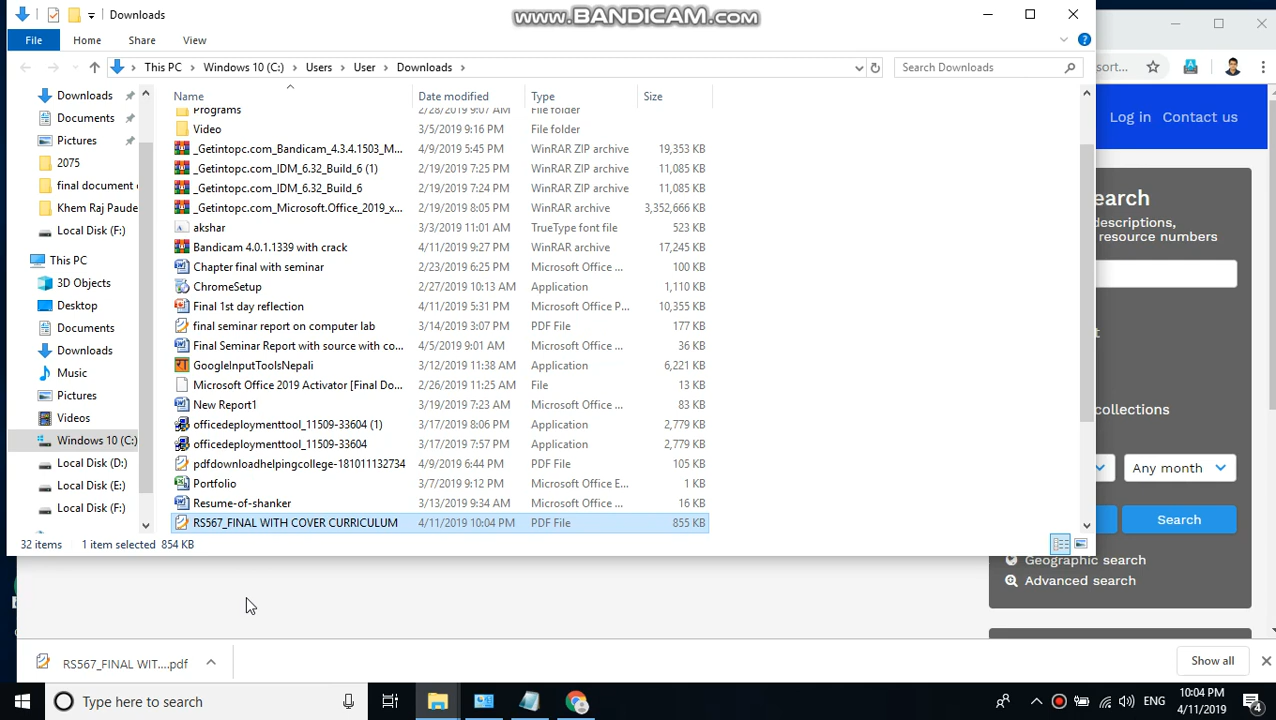 Downloads
www.BANDICAM.com
File Home Share View
This PC Windows 10 (C:) Users User Downloads
Search Downloads
sort...
Log in Contact us
Downloads
Documents
Pictures
2075
final document
Khem Raj Paude
Local Disk (F:)
This PC
3D Objects
Desktop
Documents
Downloads
Music
Pictures
Videos
Windows 10 (C:)
Local Disk (D:)
Local Disk (E:)
Local Disk (F:)
Name Date modified Type Size
Programs 2/28/2019 9:07 AM File folder
Video 3/5/2019 9:16 PM File folder
_Getintopc.com_Bandicam_4.3.4.1503_M... 4/9/2019 5:45 PM WinRAR ZIP archive 19,353 KB
_Getintopc.com_IDM_6.32_Build_6 (1) 2/19/2019 7:25 PM WinRAR ZIP archive 11,085 KB
_Getintopc.com_IDM_6.32_Build_6 2/19/2019 7:24 PM WinRAR ZIP archive 11,085 KB
_Getintopc.com_Microsoft.Office_2019_x... 2/19/2019 8:05 PM WinRAR archive 3,352,666 KB
akshar 3/3/2019 11:01 AM TrueType font file 523 KB
Bandicam 4.0.1.1339 with crack 4/11/2019 9:27 PM WinRAR archive 17,245 KB
Chapter final with seminar 2/23/2019 6:25 PM Microsoft Office ... 100 KB
ChromeSetup 2/27/2019 10:13 AM Application 1,110 KB
Final 1st day reflection 4/11/2019 5:31 PM Microsoft Office P... 10,355 KB
final seminar report on computer lab 3/14/2019 3:07 PM PDF File 177 KB
Final Seminar Report with source with co... 4/5/2019 9:01 AM Microsoft Office ... 36 KB
GoogleInputToolsNepali 3/12/2019 11:38 AM Application 6,221 KB
Microsoft Office 2019 Activator [Final Do... 2/26/2019 11:25 AM File 13 KB
New Report1 3/19/2019 7:23 AM Microsoft Office ... 83 KB
officedeploymenttool_11509-33604 (1) 3/17/2019 8:06 PM Application 2,779 KB
officedeploymenttool_11509-33604 3/17/2019 7:57 PM Application 2,779 KB
pdfdownloadhelpingcollege-181011132734 4/9/2019 6:44 PM PDF File 105 KB
Portfolio 3/7/2019 9:12 PM Microsoft Office E... 1 KB
Resume-of-shanker 3/13/2019 9:34 AM Microsoft Office ... 16 KB
RS567_FINAL WITH COVER CURRICULUM 4/11/2019 10:04 PM PDF File 855 KB
32 items 1 item selected 854 KB
earch
descriptions,
resource numbers
t
collections
Any month
Search
Geographic search
Advanced search
RS567_FINAL WIT....pdf
Show all
Type here to search
ENG
10:04 PM
4/11/2019
4